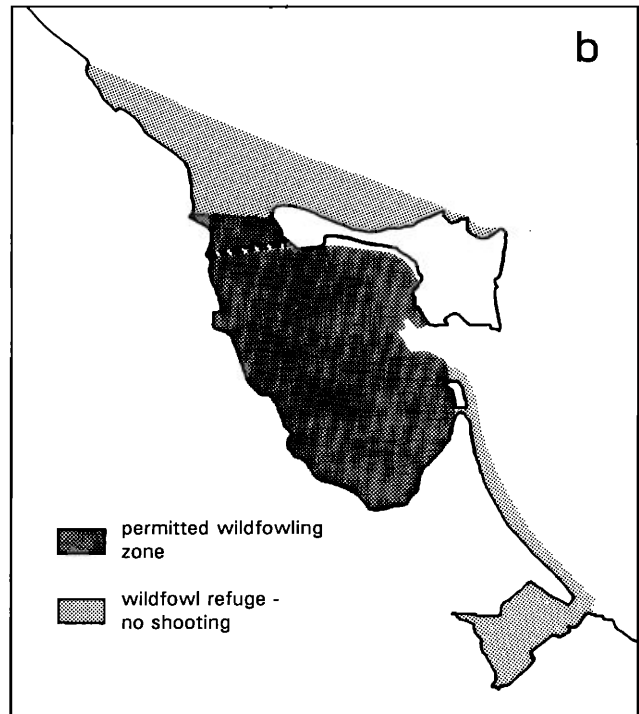 b
permitted wildfowling
zone
wildfowl refuge -
no shooting